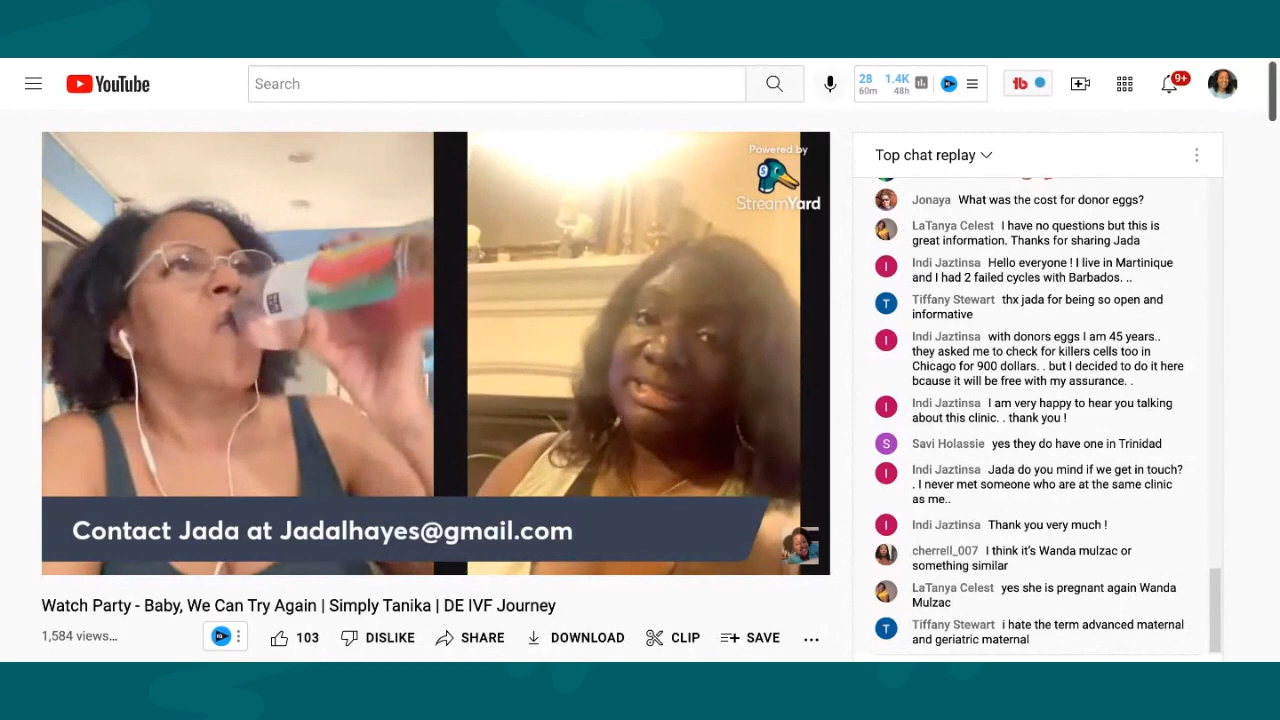 YouTube
Search
28
60m
1.4K
48h
9+
Powered by
StreamYard
Contact Jada at Jadalhayes@gmail.com
Watch Party - Baby, We Can Try Again | Simply Tanika | DE IVF Journey
1,584 views...
103
DISLIKE
SHARE
DOWNLOAD
CLIP
SAVE
Top chat replay
Jonaya What was the cost for donor eggs?
LaTanya Celest I have no questions but this is
great information. Thanks for sharing Jada
I
Indi Jaztinsa Hello everyone ! I live in Martinique
and I had 2 failed cycles with Barbados. ..
T
Tiffany Stewart thx jada for being so open and
informative
I
Indi Jaztinsa with donors eggs I am 45 years..
they asked me to check for killers cells too in
Chicago for 900 dollars. . but I decided to do it here
bcause it will be free with my assurance. .
I
Indi Jaztinsa I am very happy to hear you talking
about this clinic. . thank you !
S
Savi Holassie yes they do have one in Trinidad
I
Indi Jaztinsa Jada do you mind if we get in touch?
. I never met someone who are at the same clinic
as me..
I
Indi Jaztinsa Thank you very much !
cherrell_007 I think it's Wanda mulzac or
something similar
LaTanya Celest yes she is pregnant again Wanda
Mulzac
T
Tiffany Stewart i hate the term advanced maternal
and geriatric maternal